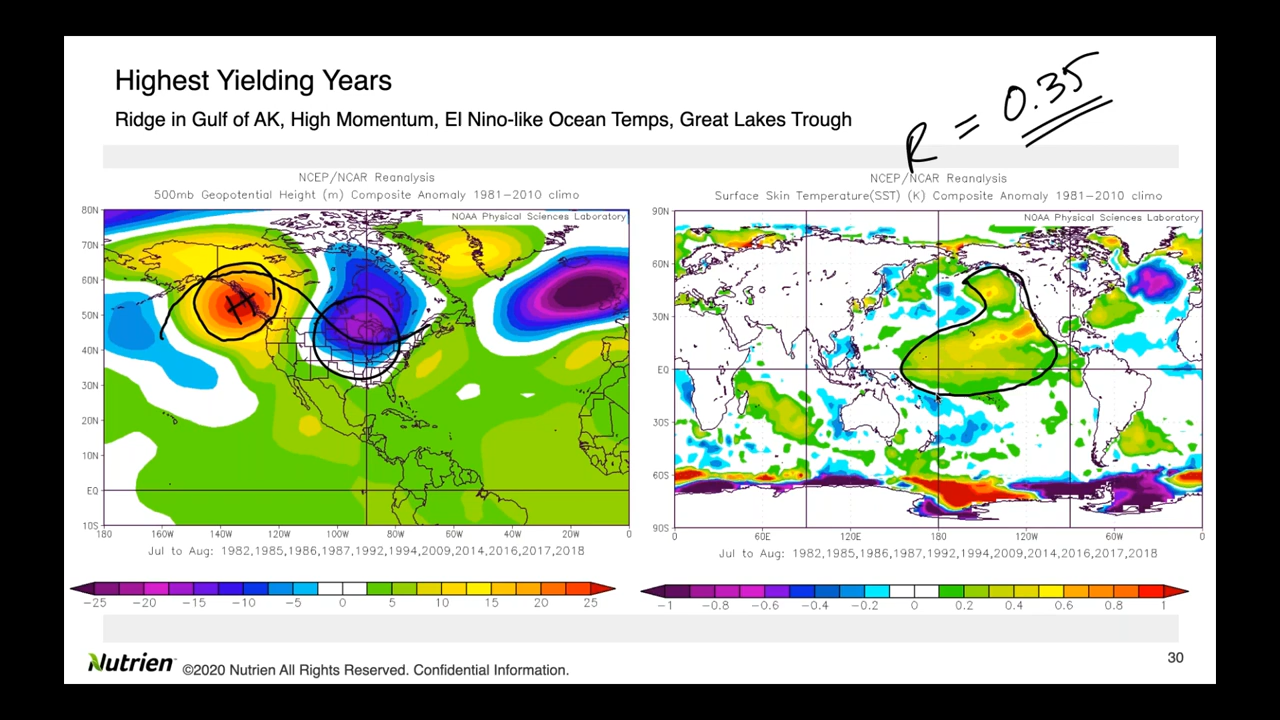 Highest Yielding Years
Ridge in Gulf of AK, High Momentum, El Nino-like Ocean Temps, Great Lakes Trough
R = 0.35
NCEP/NCAR Reanalysis
500mb Geopotential Height (m) Composite Anomaly 1981-2010 climo
NOAA Physical Sciences Laboratory
80N
70N
60N
50N
40N
30N
20N
10N
EQ
10S
180 160W 140W 120W 100W 80W 60W 40W 20W 0
Jul to Aug: 1982,1985,1986,1987,1992,1994,2009,2014,2016,2017,2018
-25 -20 -15 -10 -5 0 5 10 15 20 25
NCEP/NCAR Reanalysis
Surface Skin Temperature(SST) (K) Composite Anomaly 1981-2010 climo
NOAA Physical Sciences Laboratory
90N
60N
30N
EQ
30S
60S
90S
0 60E 120E 180 120W 60W 0
Jul to Aug: 1982,1985,1986,1987,1992,1994,2009,2014,2016,2017,2018
-1 -0.8 -0.6 -0.4 -0.2 0 0.2 0.4 0.6 0.8 1
Nutrien™ ©2020 Nutrien All Rights Reserved. Confidential Information.
30